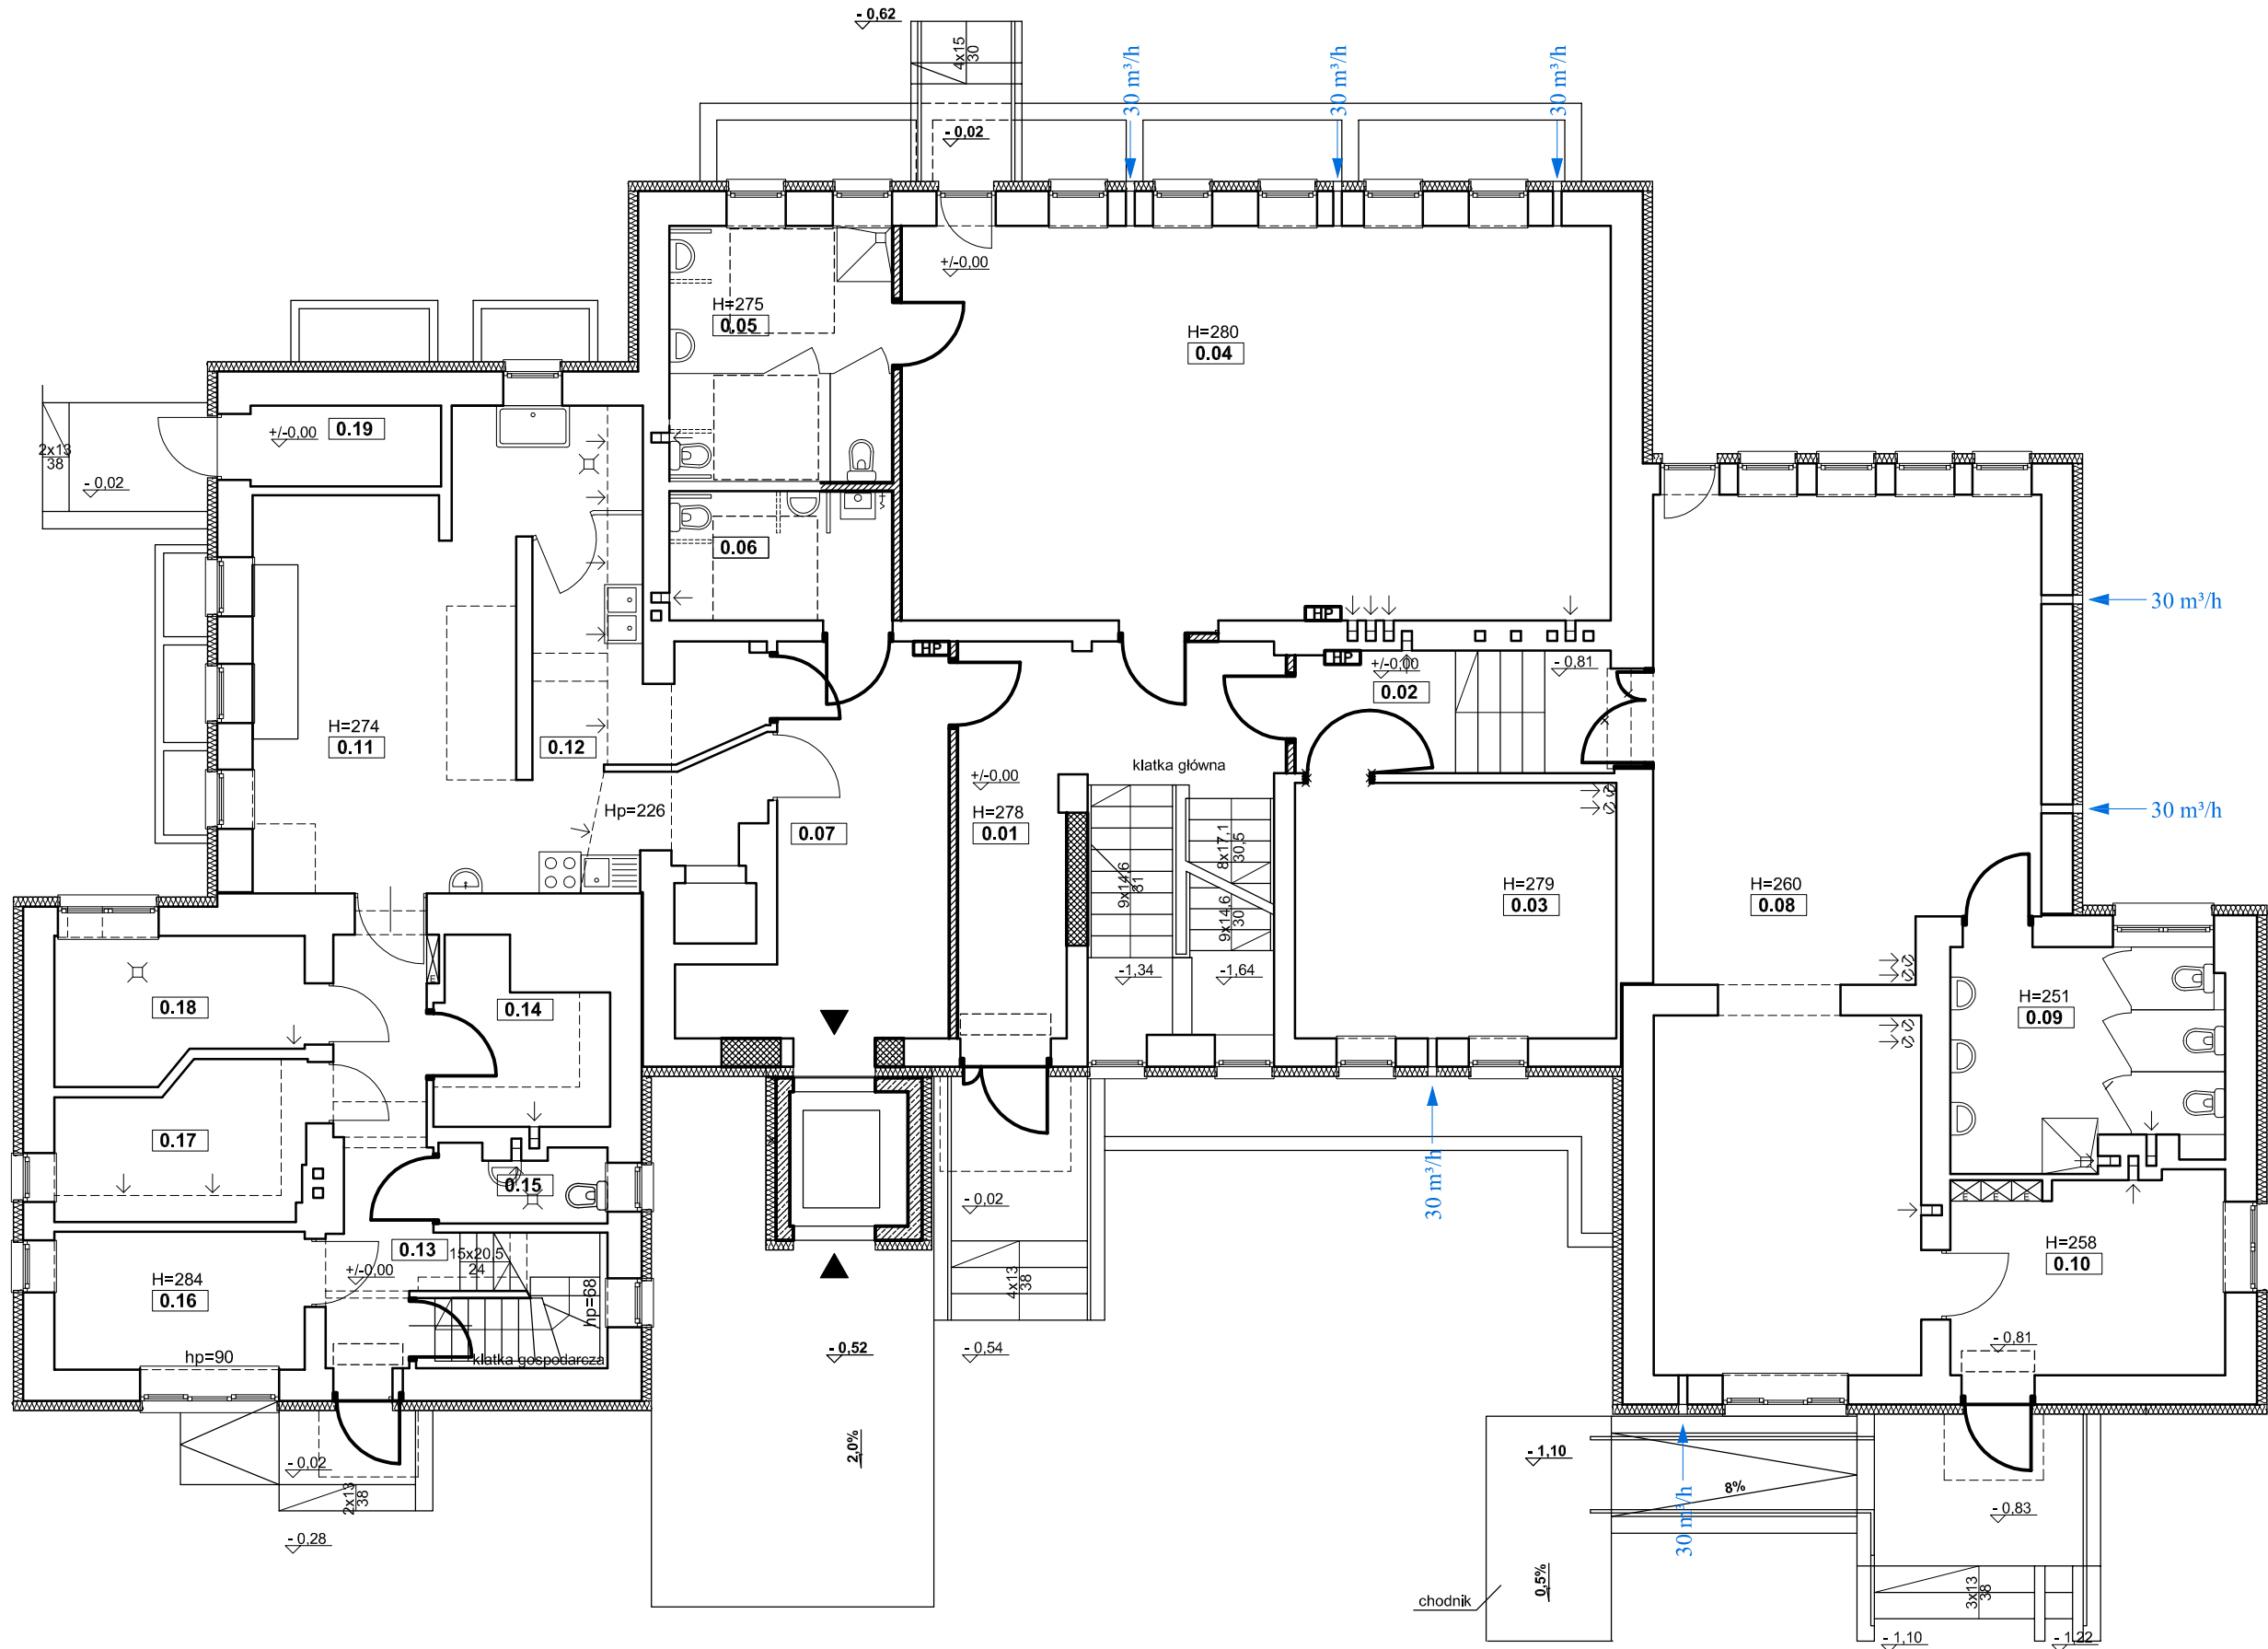 - 0,62
4x15
30
30 m³/h
30 m³/h
30 m³/h
- 0,02
+/-0,00
H=275
0.05
H=280
0.04
+/-0,00
0.19
2x13
38
- 0,02
0.06
30 m³/h
HP
HP
HP
+/-0,00
0.02
- 0,81
H=274
0.11
0.12
klatka główna
+/-0,00
Hp=226
0.07
H=278
0.01
30 m³/h
9x14,6
31
8x17,1
30,5
9x14,6
30
H=279
0.03
H=260
0.08
-1,34
-1,64
E
0.18
0.14
H=251
0.09
0.17
0.15
30 m³/h
E
E
E
- 0,02
0.13
15x20,5
24
+/-0,00
H=284
0.16
hp=68
4x13
38
H=258
0.10
hp=90
klatka gospodarcza
- 0,52
- 0,54
- 0,81
2,0%
- 1,10
8%
- 0,02
2x13
38
30 m³/h
- 0,83
- 0,28
0,5%
chodnik
3x13
38
- 1,10
- 1,22